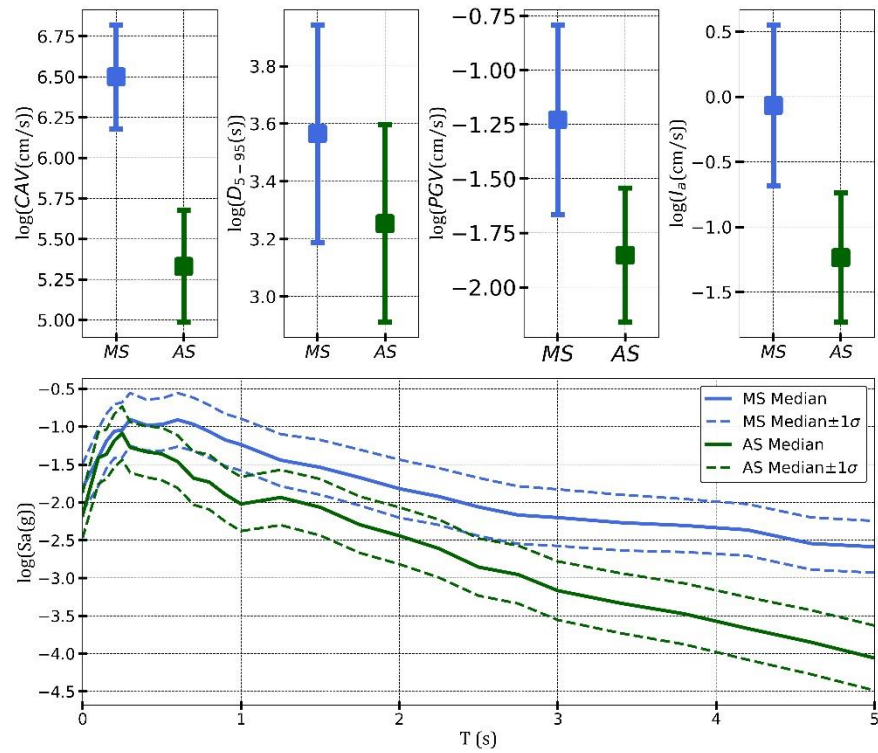 log(CAV(cm/s))
6.75
6.50
6.25
6.00
5.75
5.50
5.25
5.00
MS AS
log(D5−95(s))
3.8
3.6
3.4
3.2
3.0
MS AS
log(PGV(cm/s))
−0.75
−1.00
−1.25
−1.50
−1.75
−2.00
MS AS
log(Ia(cm/s))
0.5
0.0
−0.5
−1.0
−1.5
MS AS
log(Sa(g))
−0.5
−1.0
−1.5
−2.0
−2.5
−3.0
−3.5
−4.0
−4.5
MS Median
MS Median±1σ
AS Median
AS Median±1σ
0 1 2 3 4 5
T (s)